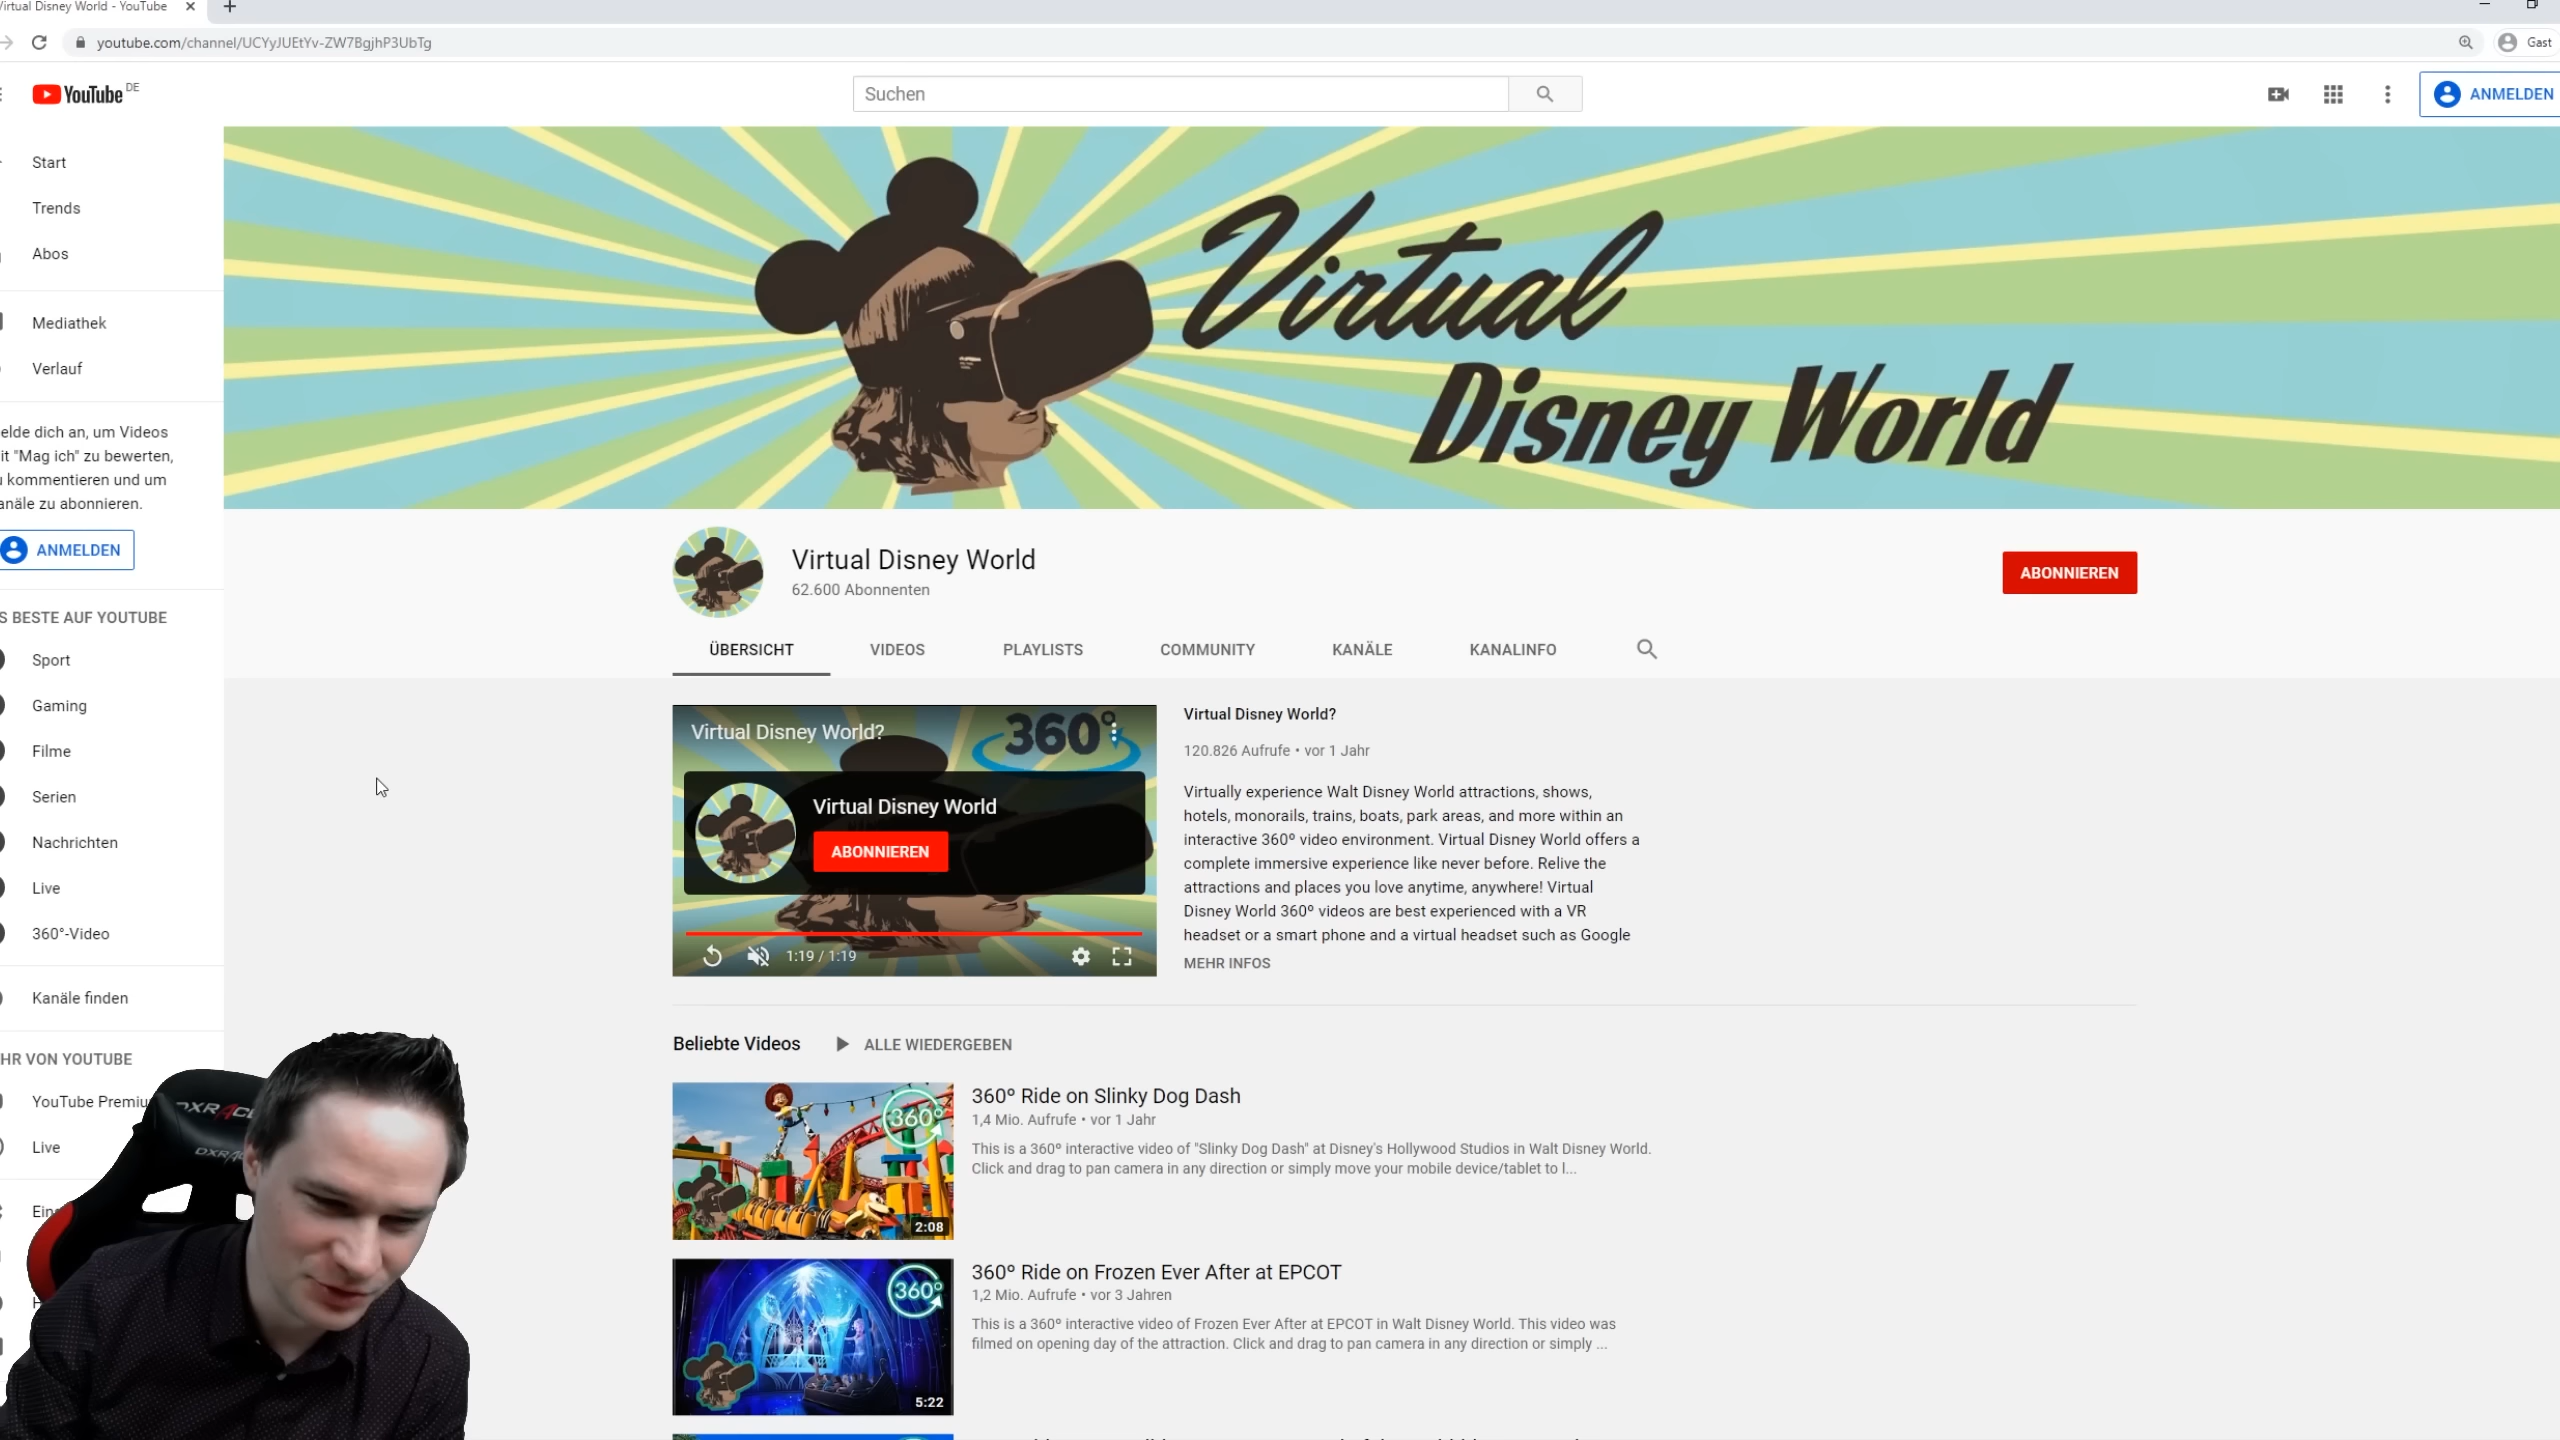 Virtual Disney World - YouTube
youtube.com/channel/UCYyJUEtYv-ZW7BgjhP3UbTg
Gast
YouTube DE
Suchen
ANMELDEN
Start
Trends
Abos
Mediathek
Verlauf
elde dich an, um Videos
it "Mag ich" zu bewerten,
u kommentieren und um
anäle zu abonnieren.
ANMELDEN
S BESTE AUF YOUTUBE
Sport
Gaming
Filme
Serien
Nachrichten
Live
360°-Video
Kanäle finden
HR VON YOUTUBE
YouTube Premiu
Live
Ein
Virtual
Disney World
Virtual Disney World
62.600 Abonnenten
ABONNIEREN
ÜBERSICHT
VIDEOS
PLAYLISTS
COMMUNITY
KANÄLE
KANALINFO
Virtual Disney World?
360°
Virtual Disney World
ABONNIEREN
1:19 / 1:19
Virtual Disney World?
120.826 Aufrufe • vor 1 Jahr
Virtually experience Walt Disney World attractions, shows,
hotels, monorails, trains, boats, park areas, and more within an
interactive 360º video environment. Virtual Disney World offers a
complete immersive experience like never before. Relive the
attractions and places you love anytime, anywhere! Virtual
Disney World 360º videos are best experienced with a VR
headset or a smart phone and a virtual headset such as Google
MEHR INFOS
Beliebte Videos
ALLE WIEDERGEBEN
360°
2:08
360º Ride on Slinky Dog Dash
1,4 Mio. Aufrufe • vor 1 Jahr
This is a 360º interactive video of "Slinky Dog Dash" at Disney's Hollywood Studios in Walt Disney World.
Click and drag to pan camera in any direction or simply move your mobile device/tablet to l...
360°
5:22
360º Ride on Frozen Ever After at EPCOT
1,2 Mio. Aufrufe • vor 3 Jahren
This is a 360º interactive video of Frozen Ever After at EPCOT in Walt Disney World. This video was
filmed on opening day of the attraction. Click and drag to pan camera in any direction or simply ...
DXRACE
DXRA